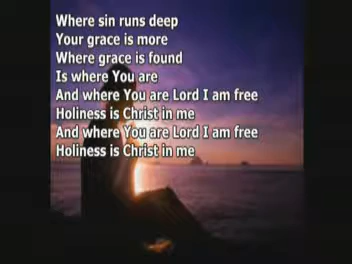 Where sin runs deep
Your grace is more
Where grace is found
Is where You are
And where You are Lord I am free
Holiness is Christ in me
And where You are Lord I am free
Holiness is Christ in me